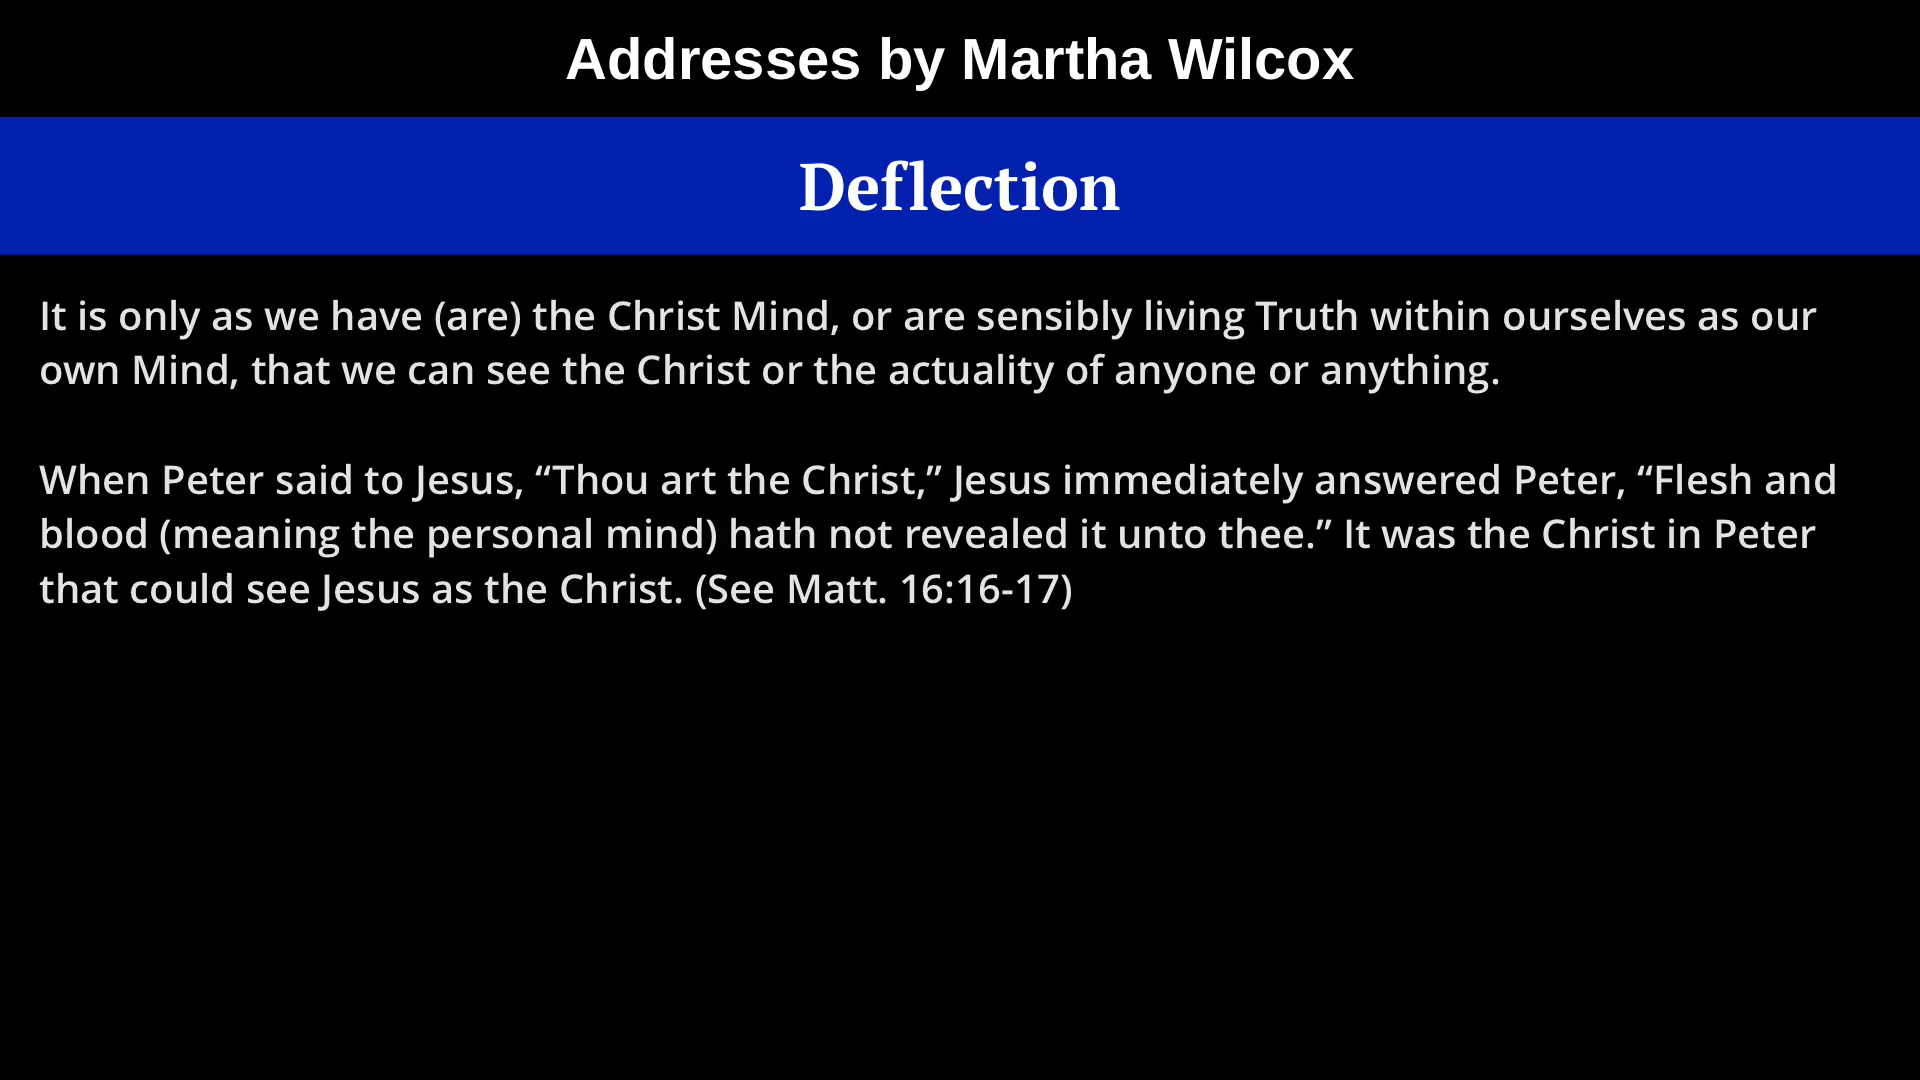 Addresses by Martha Wilcox
Deflection
It is only as we have (are) the Christ Mind, or are sensibly living Truth within ourselves as our
own Mind, that we can see the Christ or the actuality of anyone or anything.
When Peter said to Jesus, “Thou art the Christ,” Jesus immediately answered Peter, “Flesh and
blood (meaning the personal mind) hath not revealed it unto thee.” It was the Christ in Peter
that could see Jesus as the Christ. (See Matt. 16:16-17)